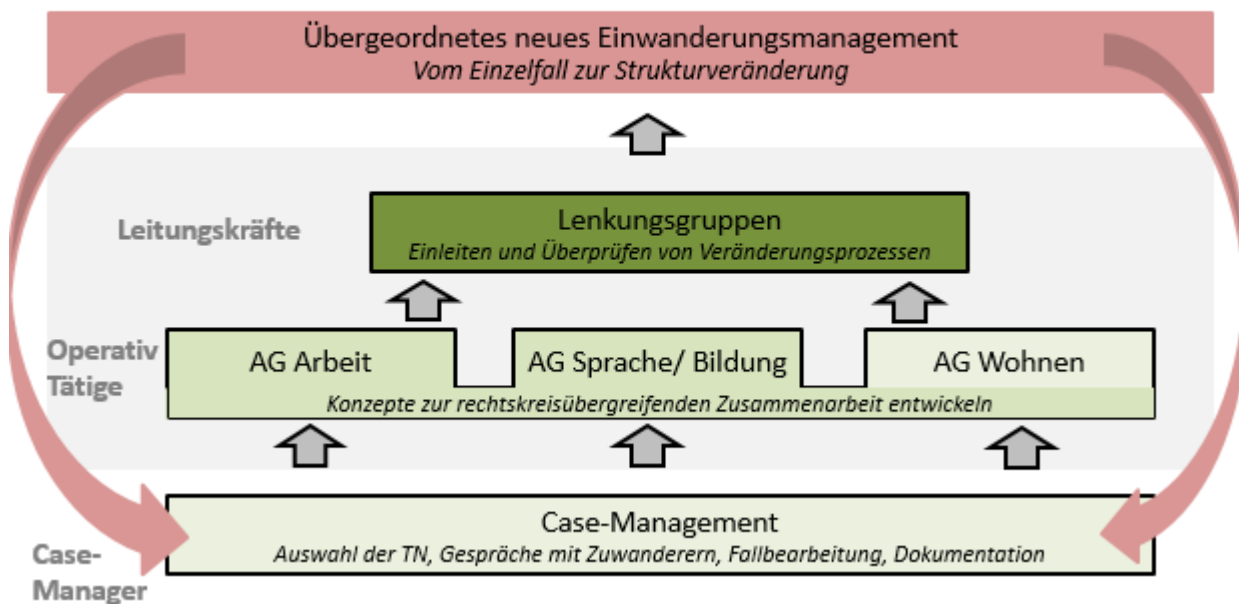 Übergeordnetes neues Einwanderungsmanagement
Vom Einzelfall zur Strukturveränderung
Leitungskräfte
Lenkungsgruppen
Einleiten und Überprüfen von Veränderungsprozessen
Operativ
Tätige
AG Arbeit
AG Sprache/ Bildung
AG Wohnen
Konzepte zur rechtskreisübergreifenden Zusammenarbeit entwickeln
Case-Management
Auswahl der TN, Gespräche mit Zuwanderern, Fallbearbeitung, Dokumentation
Case-
Manager